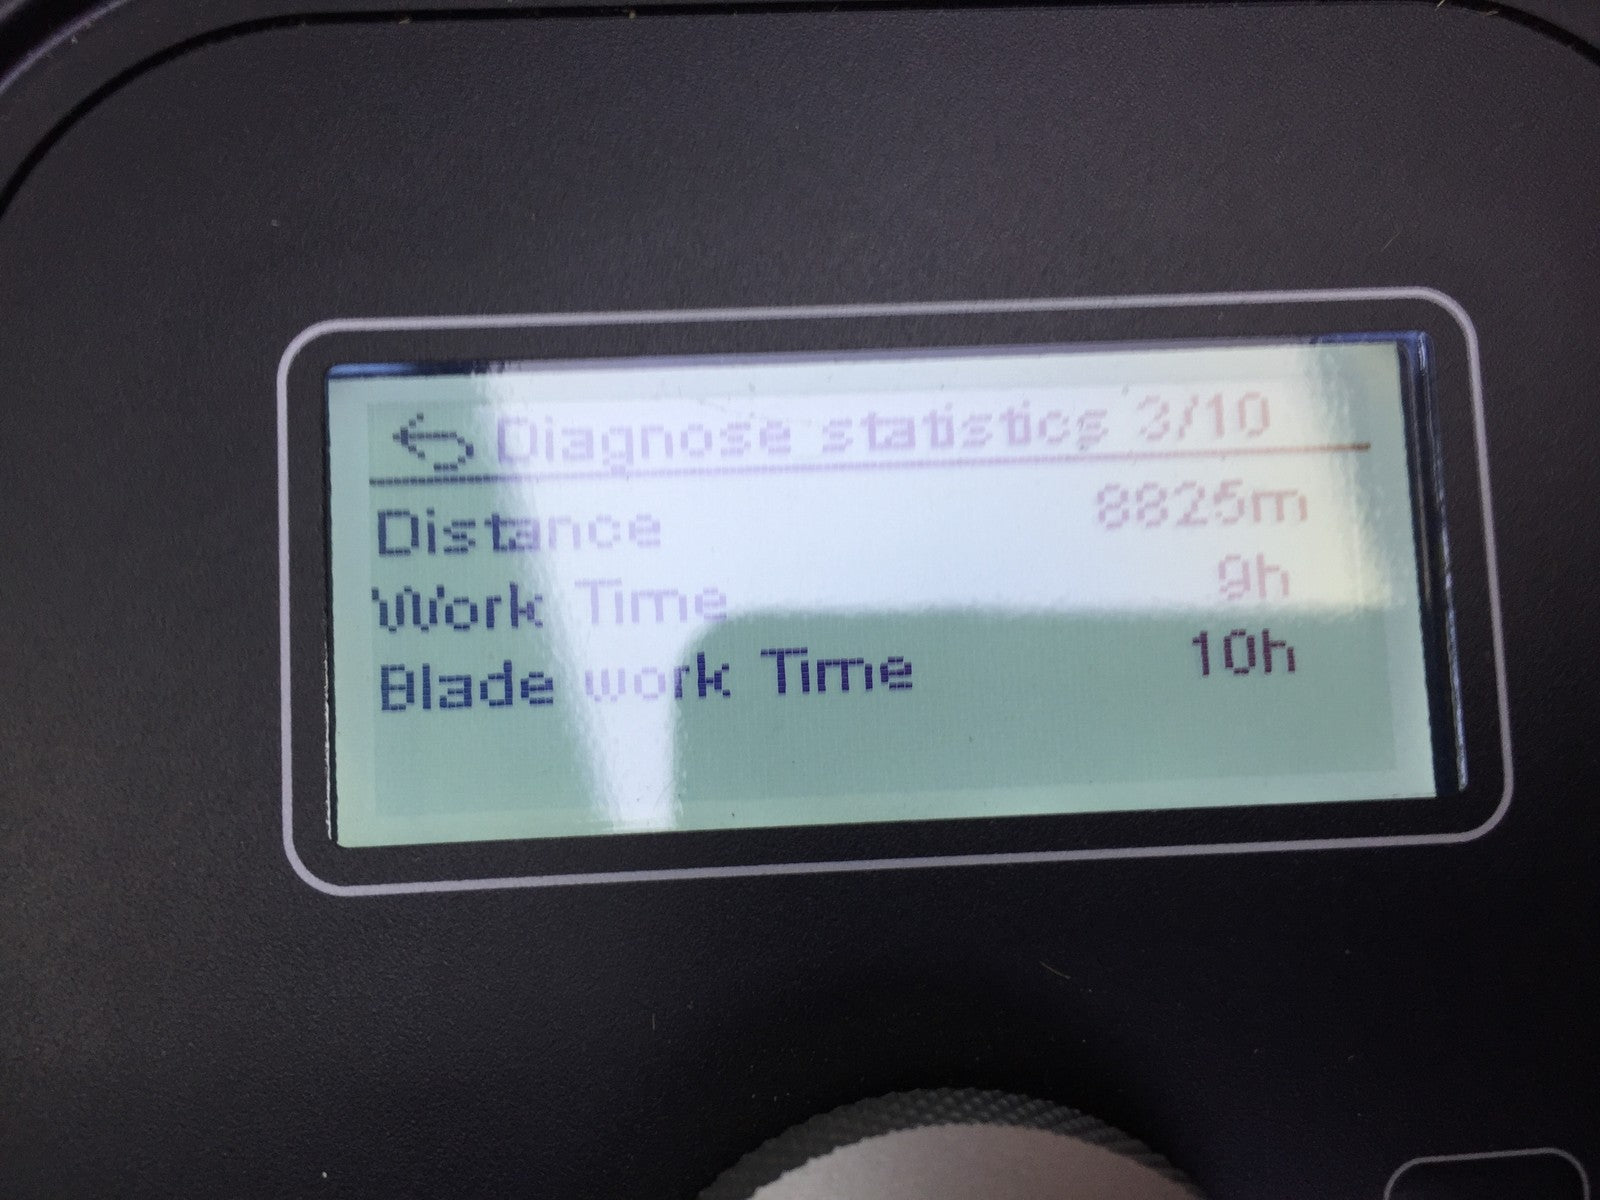 Diagnose statistics 3/10
Distance 8825m
Work Time 9h
Blade work Time 10h